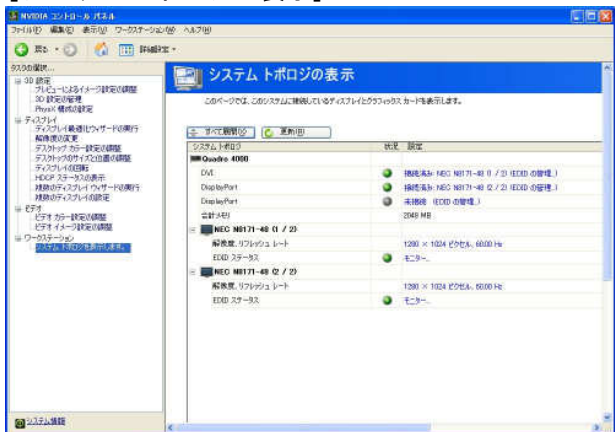 NVIDIA コントロール パネル
ファイル(F) 編集(E) 表示(V) ワークステーション(W) ヘルプ(H)
戻る 詳細設定
タスクの選択...
3D 設定
プレビューによるイメージ設定の調整
3D 設定の管理
PhysX 構成の設定
ディスプレイ
ディスプレイ最適化ウィザードの実行
解像度の変更
デスクトップ カラー設定の調整
デスクトップのサイズと位置の調整
ディスプレイの回転
HDCP ステータスの表示
複数のディスプレイ ウィザードの実行
複数のディスプレイの設定
ビデオ
ビデオ カラー設定の調整
ビデオ イメージ設定の調整
ワークステーション
システム トポロジを表示します。
システム情報
システム トポロジの表示
このページでは、このシステムに接続しているディスプレイとグラフィックス カードを表示します。
すべて展開(X) 更新(R)
システム トポロジ 状況 設定
Quadro 4000
DVI 接続済み: NEC N8171-48 (1 / 2) (EDID の管理...)
DisplayPort 接続済み: NEC N8171-48 (2 / 2) (EDID の管理...)
DisplayPort 未接続 (EDID の管理...)
合計メモリ 2048 MB
NEC N8171-48 (1 / 2)
解像度, リフレッシュ レート 1280 × 1024 ピクセル, 60.00 Hz
EDID ステータス モニター...
NEC N8171-48 (2 / 2)
解像度, リフレッシュ レート 1280 × 1024 ピクセル, 60.00 Hz
EDID ステータス モニター...